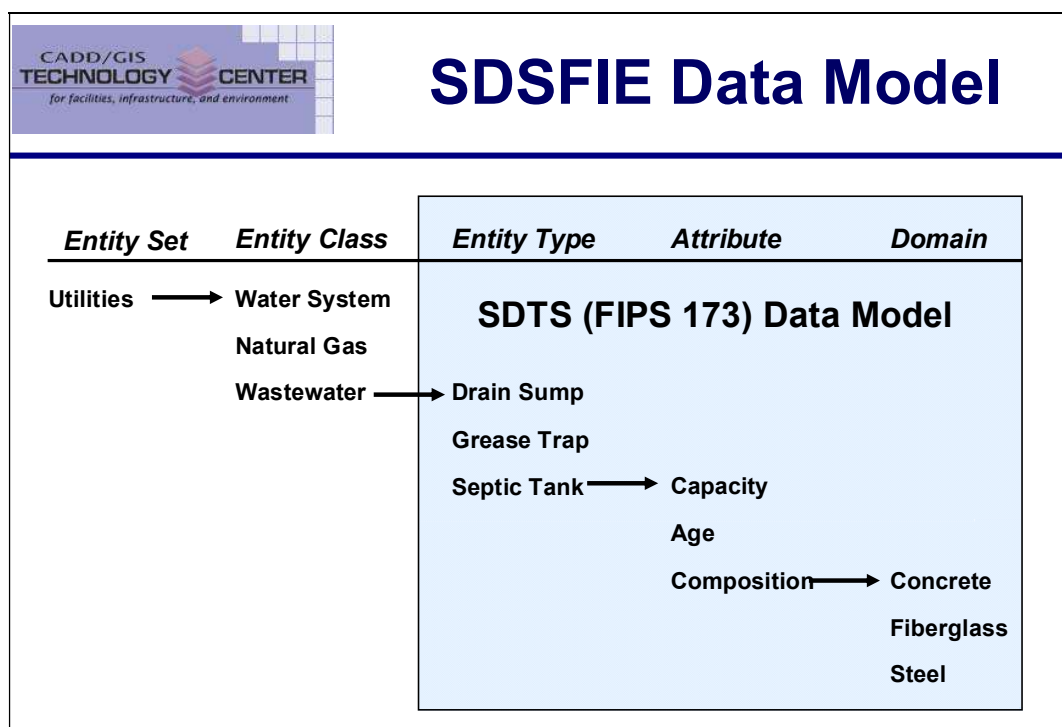 CADD/GIS
TECHNOLOGY CENTER
for facilities, infrastructure, and environment
SDSFIE Data Model
Entity Set Entity Class Entity Type Attribute Domain
Utilities Water System
SDTS (FIPS 173) Data Model
Natural Gas
Wastewater Drain Sump
Grease Trap
Septic Tank Capacity
Age
Composition Concrete
Fiberglass
Steel